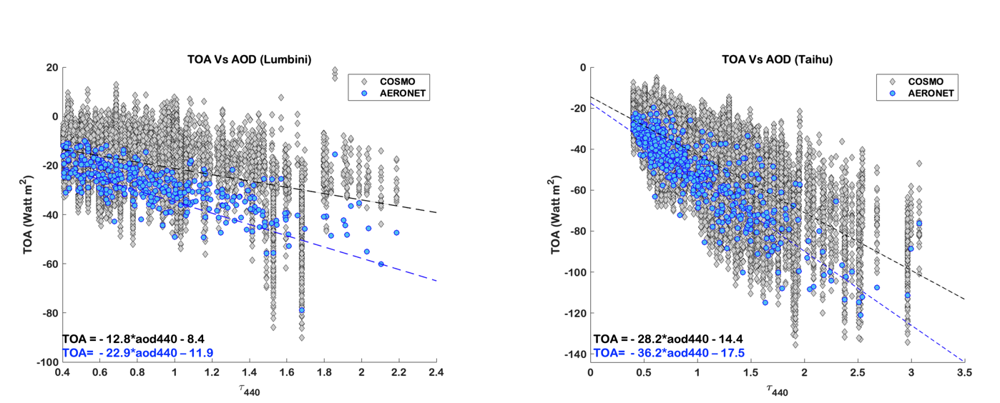 TOA Vs AOD (Lumbini)
COSMO
AERONET
20
0
-20
-40
-60
-80
-100
TOA (Watt m²)
TOA = - 12.8*aod440 - 8.4
TOA= - 22.9*aod440 – 11.9
0.4 0.6 0.8 1 1.2 1.4 1.6 1.8 2 2.2 2.4
τ440
TOA Vs AOD (Taihu)
COSMO
AERONET
0
-20
-40
-60
-80
-100
-120
-140
TOA (Watt m²)
TOA = - 28.2*aod440 - 14.4
TOA= - 36.2*aod440 – 17.5
0 0.5 1 1.5 2 2.5 3 3.5
τ440